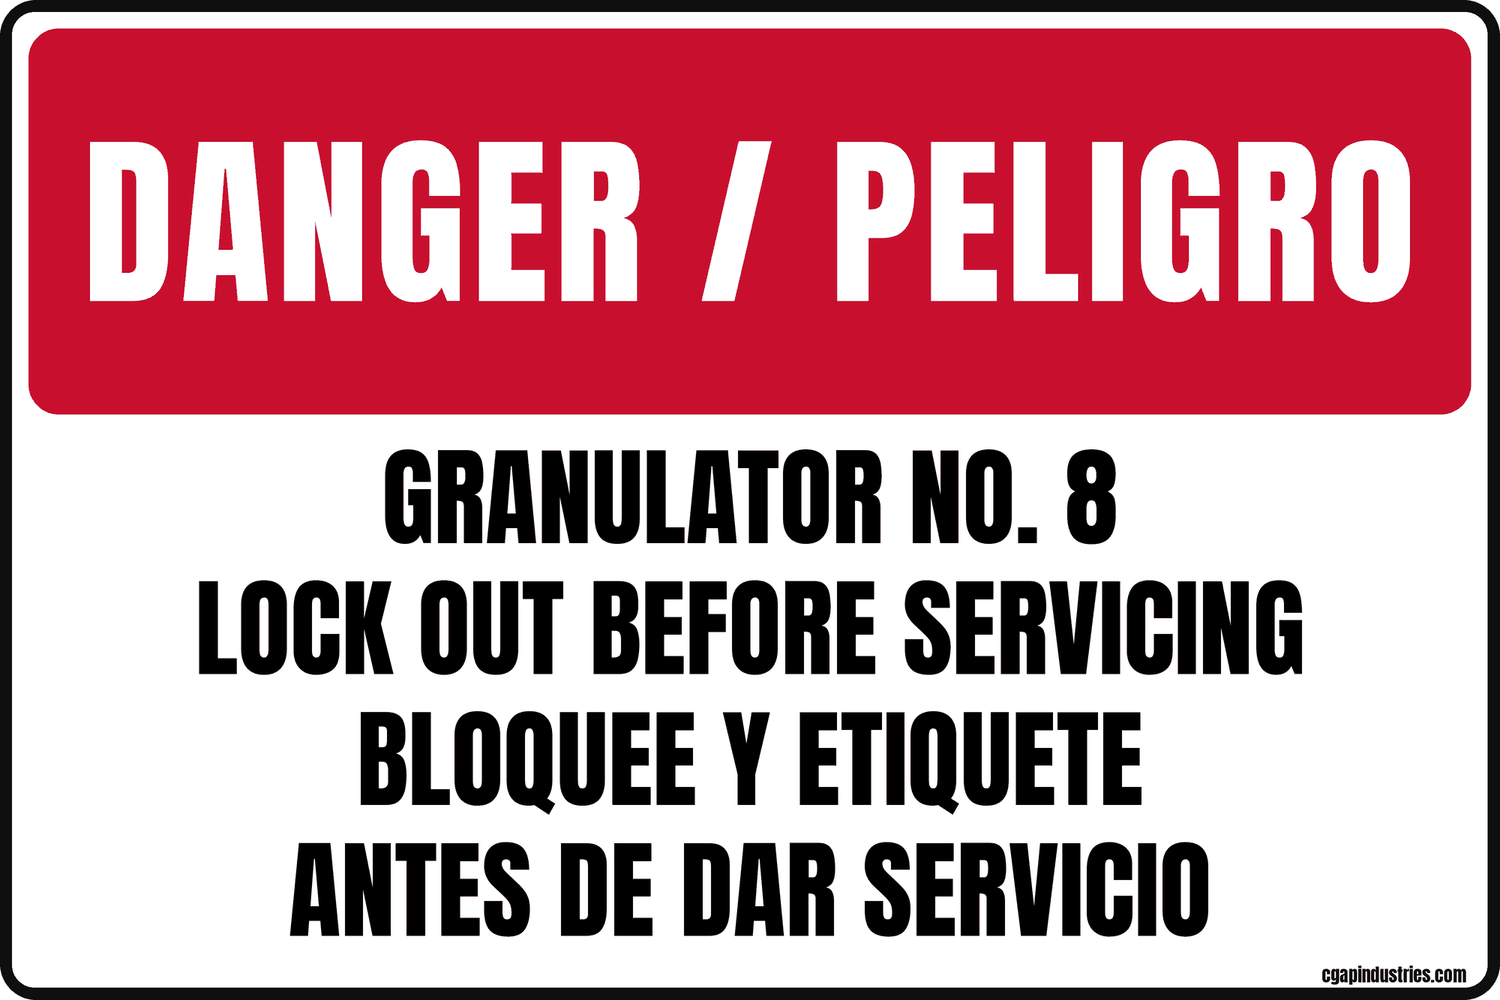 DANGER / PELIGRO
GRANULATOR NO. 8
LOCK OUT BEFORE SERVICING
BLOQUEE Y ETIQUETE
ANTES DE DAR SERVICIO
cgapindustries.com